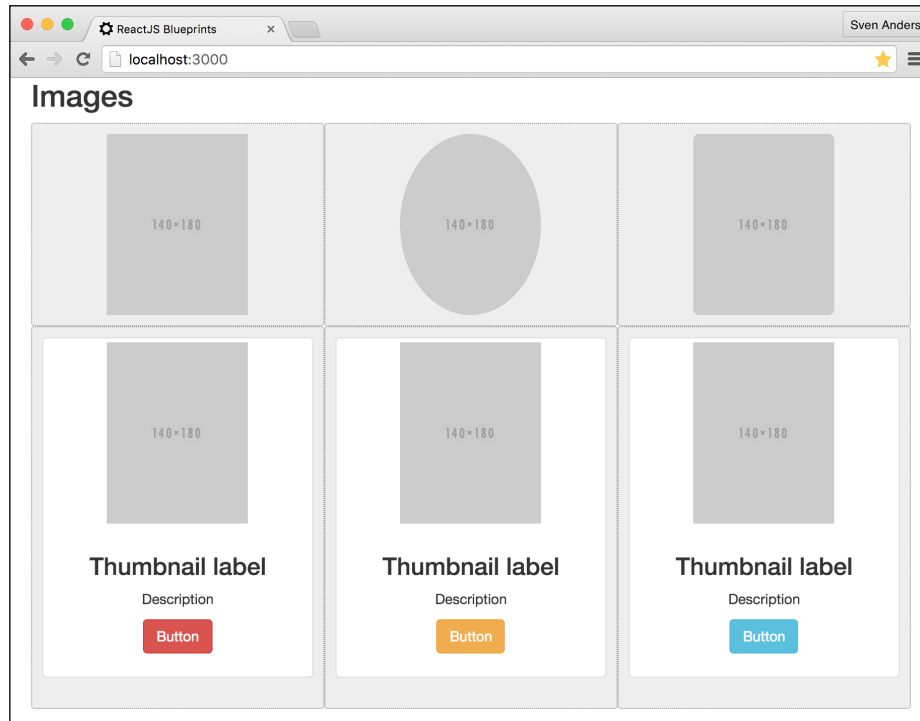 ReactJS Blueprints
Sven Anders
localhost:3000
Images
140×180 140×180 140×180
140×180 140×180 140×180
Thumbnail label Thumbnail label Thumbnail label
Description Description Description
Button Button Button